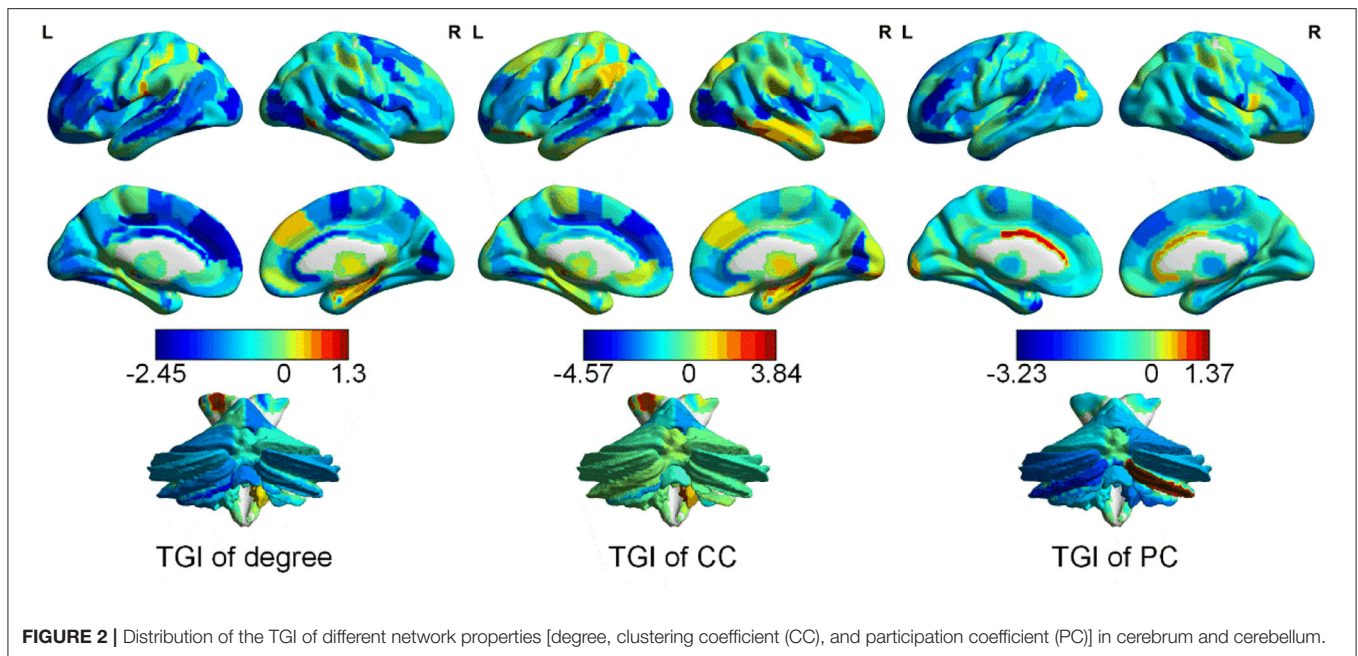 L R L R L R
-2.45 0 1.3 -4.57 0 3.84 -3.23 0 1.37
TGI of degree TGI of CC TGI of PC
FIGURE 2 | Distribution of the TGI of different network properties [degree, clustering coefficient (CC), and participation coefficient (PC)] in cerebrum and cerebellum.